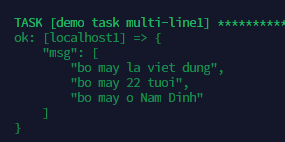 TASK [demo task multi-line1] **********
ok: [localhost1] => {
    "msg": [
        "bo may la viet dung",
        "bo may 22 tuoi",
        "bo may o Nam Dinh"
    ]
}